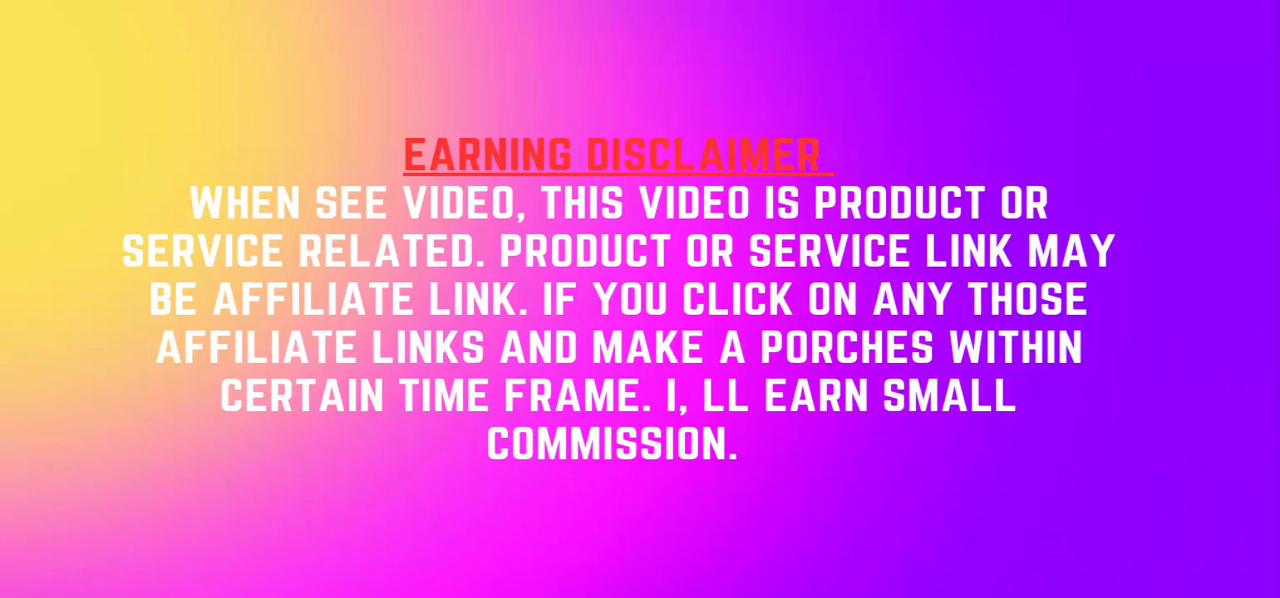 EARNING DISCLAIMER
WHEN SEE VIDEO, THIS VIDEO IS PRODUCT OR
SERVICE RELATED. PRODUCT OR SERVICE LINK MAY
BE AFFILIATE LINK. IF YOU CLICK ON ANY THOSE
AFFILIATE LINKS AND MAKE A PORCHES WITHIN
CERTAIN TIME FRAME. I, LL EARN SMALL
COMMISSION.